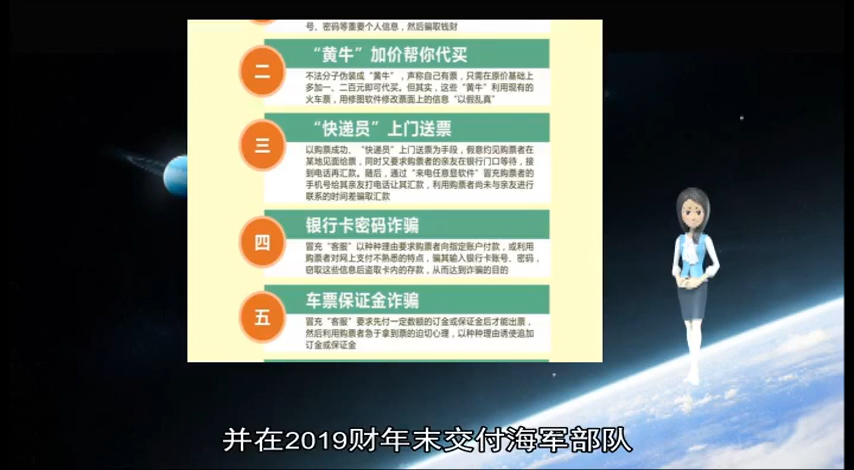 号、密码等重要个人信息，然后骗取钱财
二
“黄牛”加价帮你代买
不法分子伪装成“黄牛”，声称自己有票，只需在原价基础上
多加一、二百元即可代买。但其实，这些“黄牛”利用现有的
火车票，用修图软件修改票面上的信息“以假乱真”
三
“快递员”上门送票
以购票成功、“快递员”上门送票为手段，假意约见购票者在
某地见面给票，同时又要求购票者的亲友在银行门口等待，接
到电话再汇款。随后，通过“来电任意显软件”冒充购票者的
手机号给其亲友打电话让其汇款，利用购票者尚未与亲友进行
联系的时间差骗取汇款
四
银行卡密码诈骗
冒充“客服”以种种理由要求购票者向指定账户付款，或利用
购票者对网上支付不熟悉的特点，骗其输入银行卡账号、密码，
窃取这些信息后盗取卡内的存款，从而达到诈骗的目的
五
车票保证金诈骗
冒充“客服”要求先付一定数额的订金或保证金后才能出票，
然后利用购票者急于拿到票的迫切心理，以种种理由诱使追加
订金或保证金
并在2019财年末交付海军部队